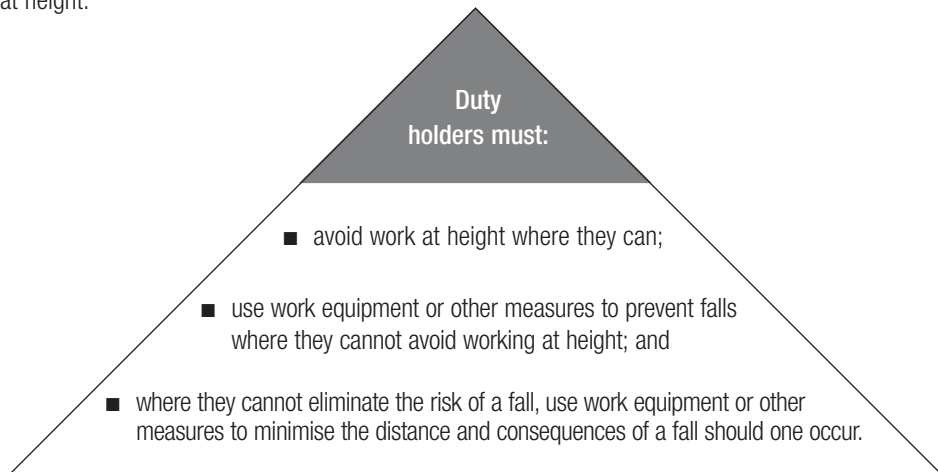 at height.
Duty
holders must:
■ avoid work at height where they can;
■ use work equipment or other measures to prevent falls
where they cannot avoid working at height; and
■ where they cannot eliminate the risk of a fall, use work equipment or other
measures to minimise the distance and consequences of a fall should one occur.